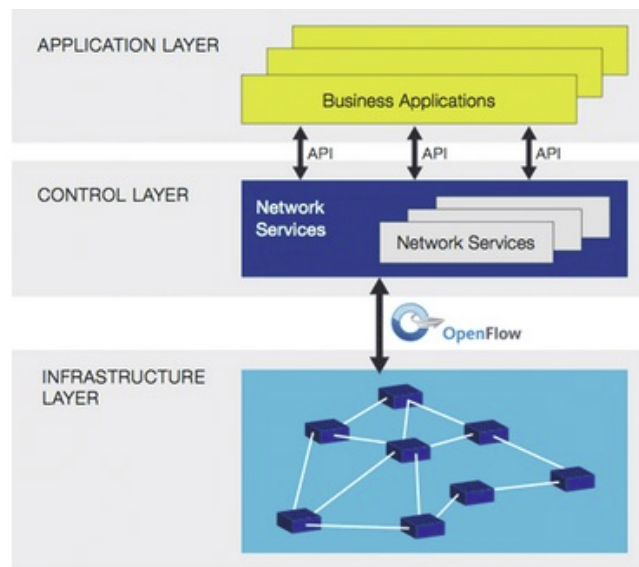 APPLICATION LAYER
Business Applications
API
API
API
CONTROL LAYER
Network
Services
Network Services
OpenFlow
INFRASTRUCTURE
LAYER